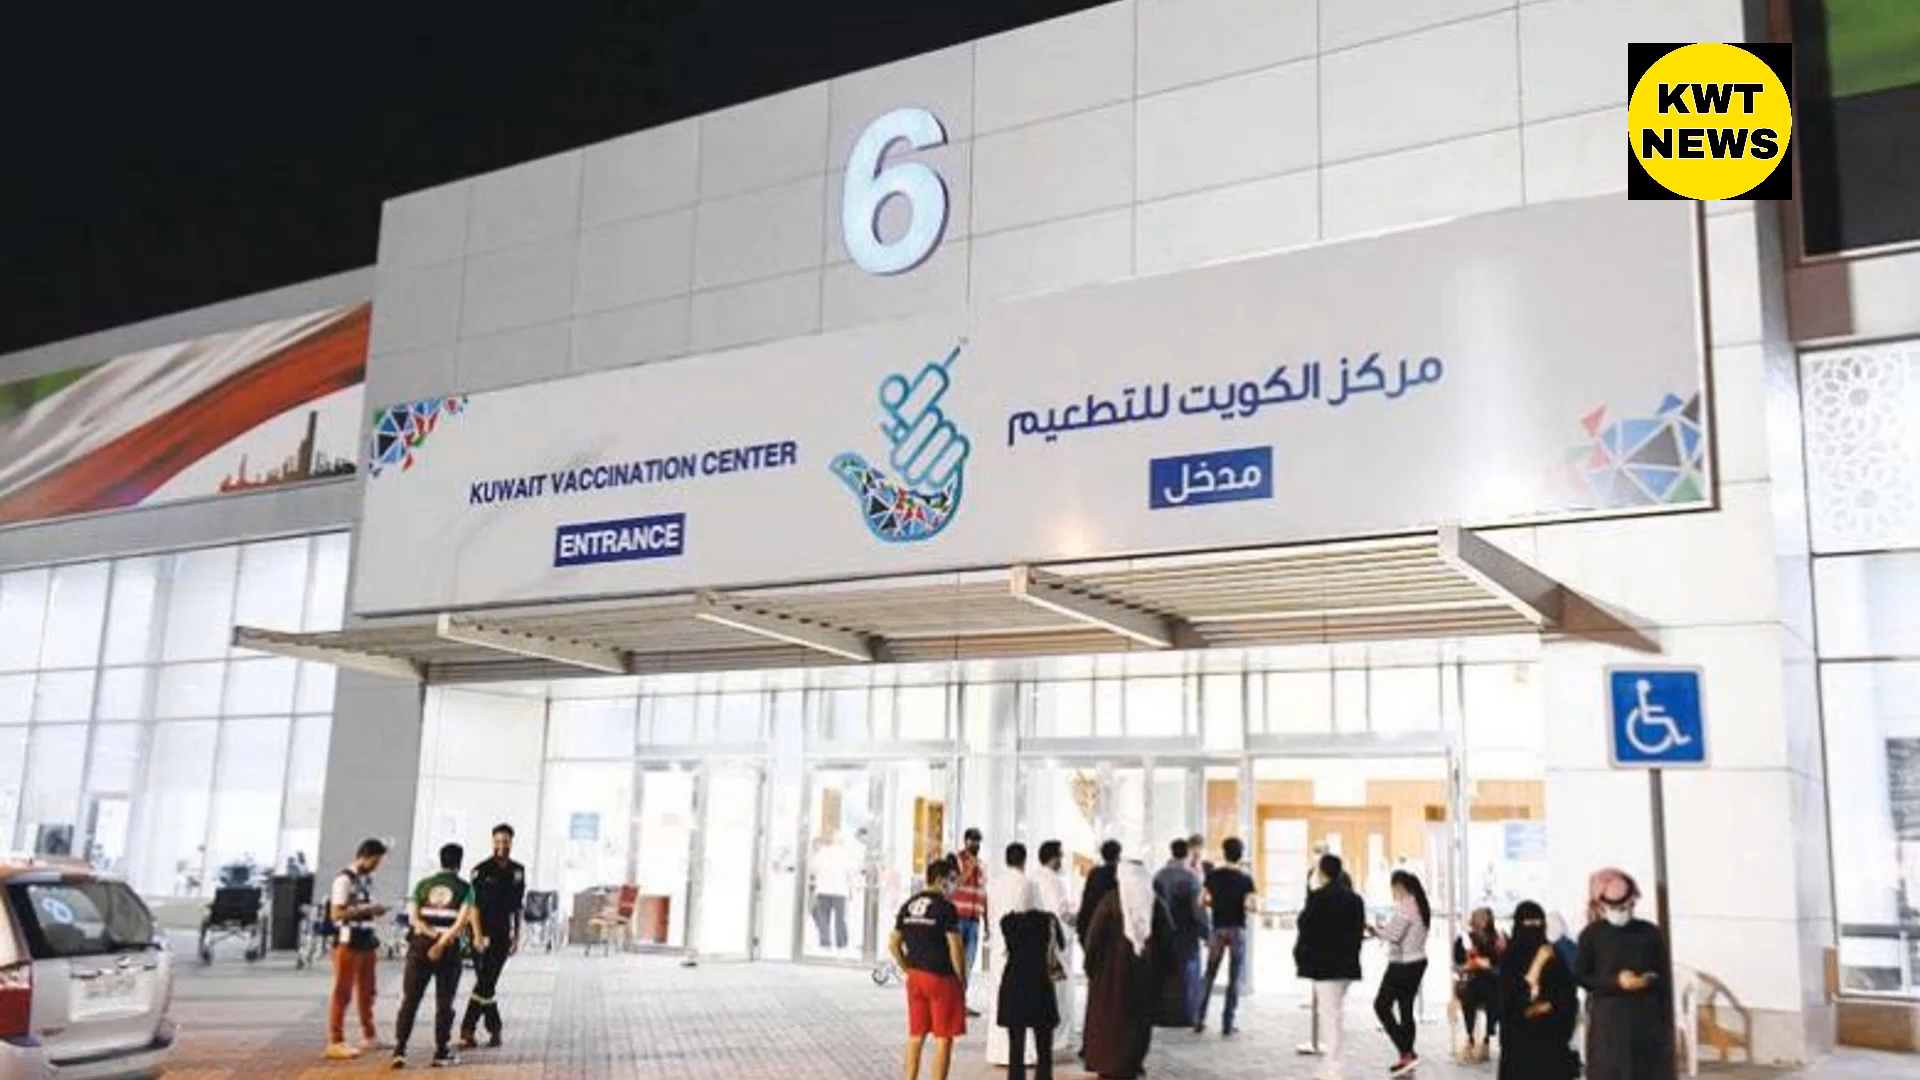 KWT
NEWS
6
KUWAIT VACCINATION CENTER
ENTRANCE
مركز الكويت للتطعيم
مدخل